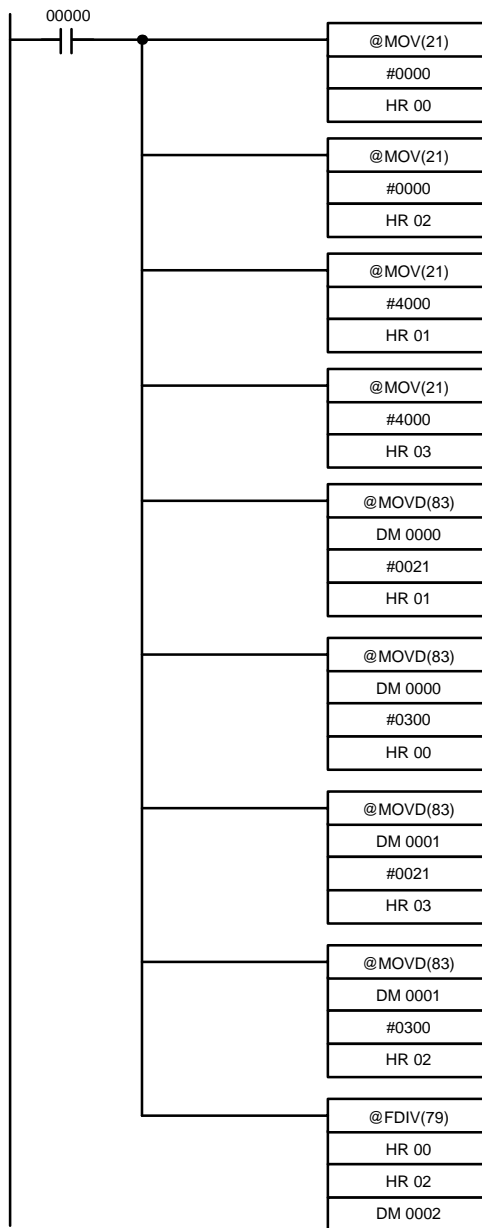 00000
@MOV(21)
#0000
HR 00
@MOV(21)
#0000
HR 02
@MOV(21)
#4000
HR 01
@MOV(21)
#4000
HR 03
@MOVD(83)
DM 0000
#0021
HR 01
@MOVD(83)
DM 0000
#0300
HR 00
@MOVD(83)
DM 0001
#0021
HR 03
@MOVD(83)
DM 0001
#0300
HR 02
@FDIV(79)
HR 00
HR 02
DM 0002